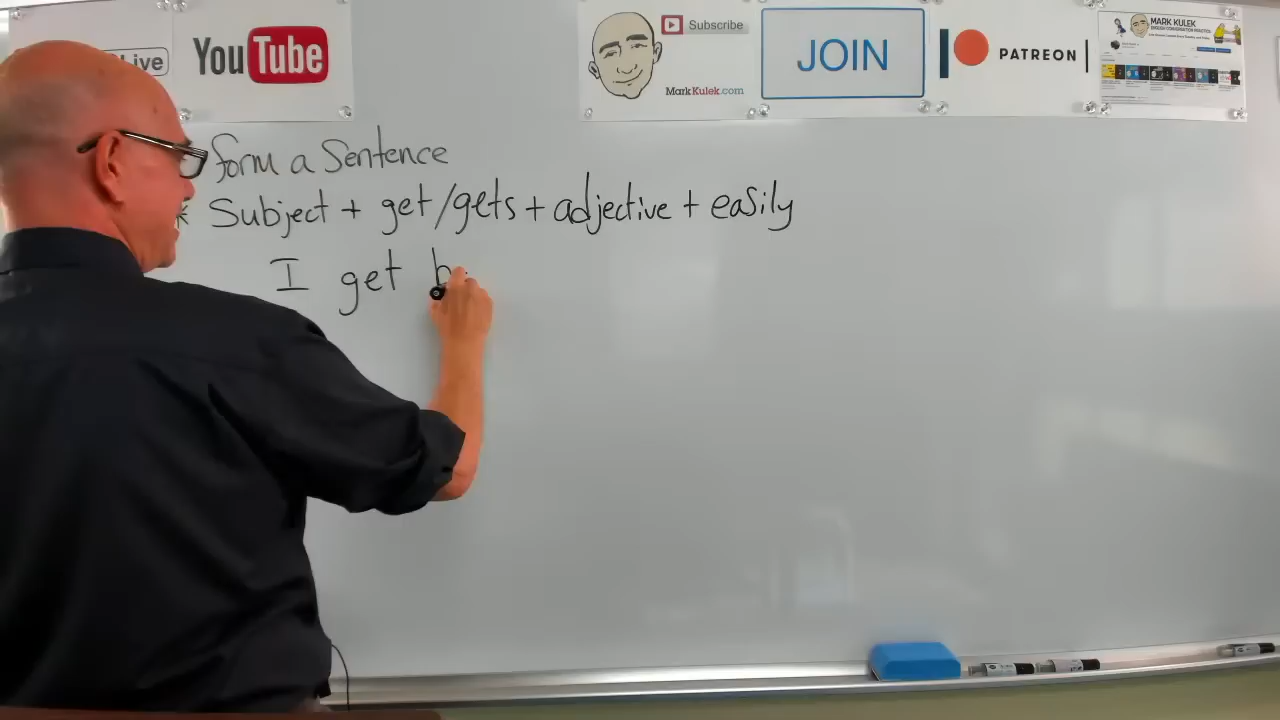 Live
YouTube
Subscribe
MarkKulek.com
JOIN
PATREON
MARK KULEK
form a Sentence
* Subject + get/gets + adjective + easily
I get b